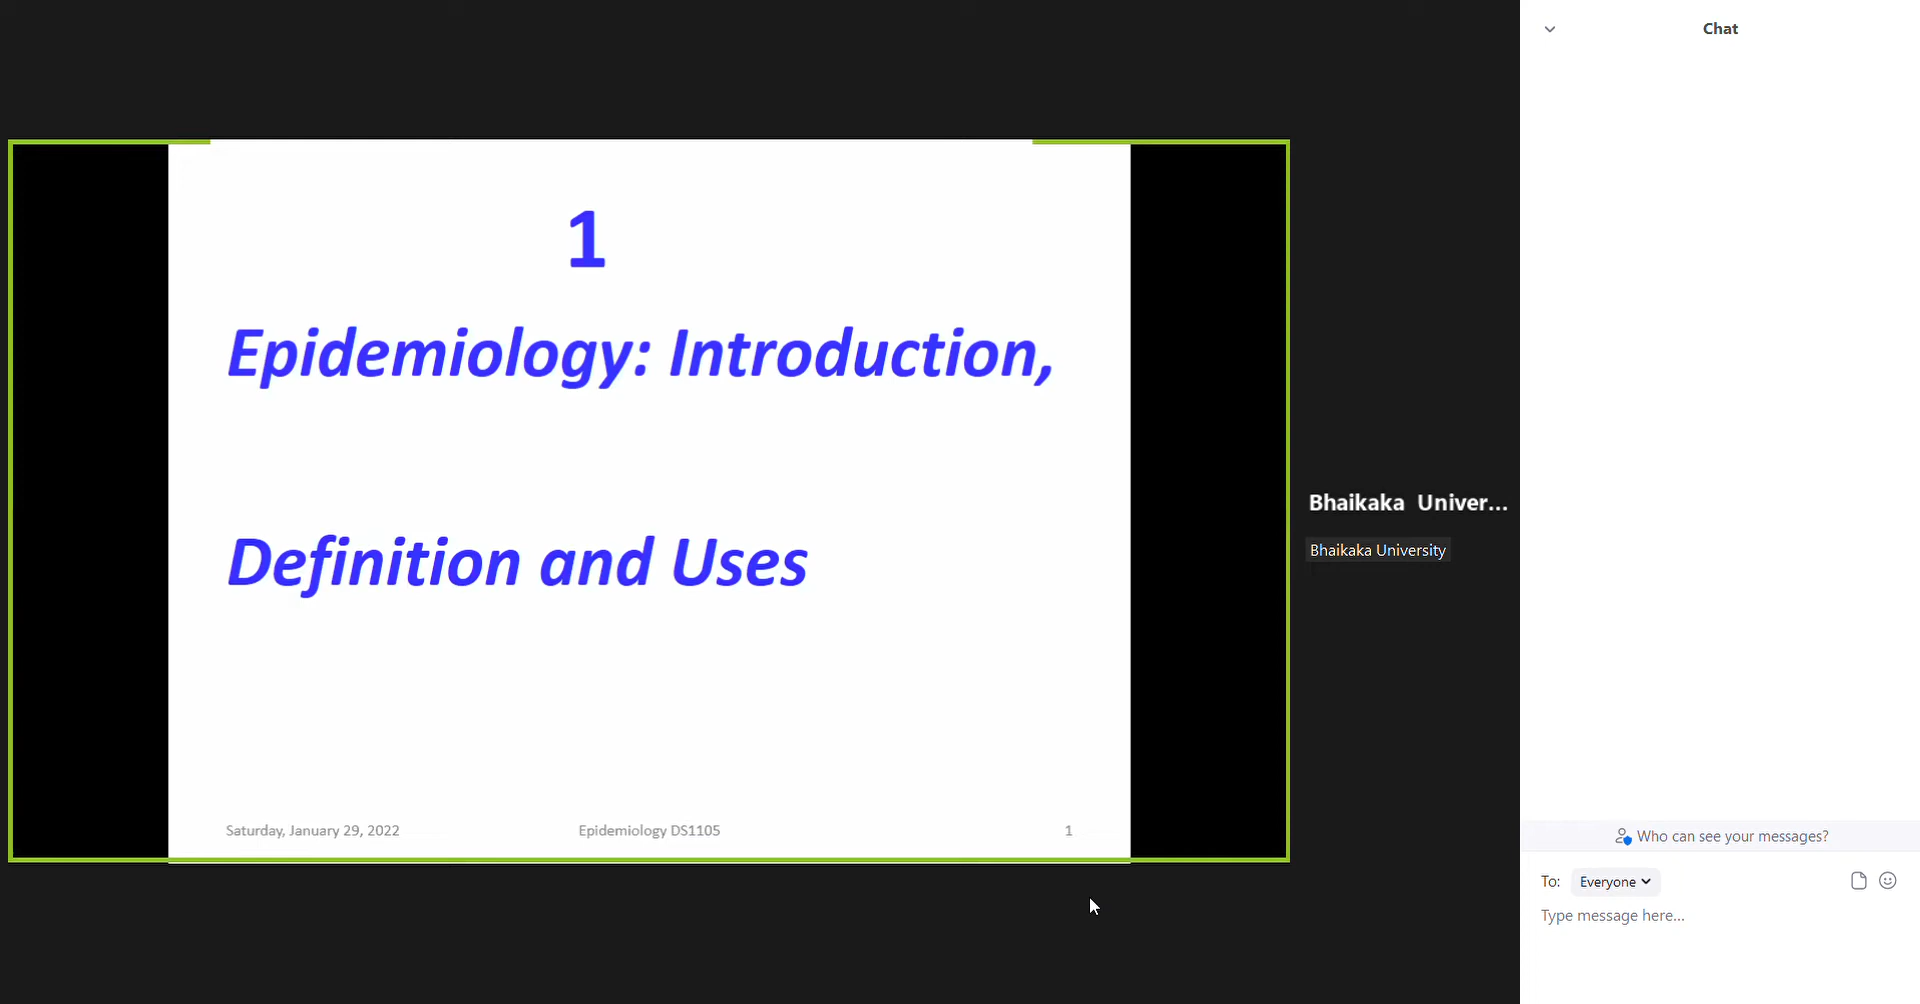 1
Epidemiology: Introduction,
Definition and Uses
Saturday, January 29, 2022
Epidemiology DS1105
1
Bhaikaka Univer...
Bhaikaka University
Chat
Who can see your messages?
To: Everyone
Type message here...